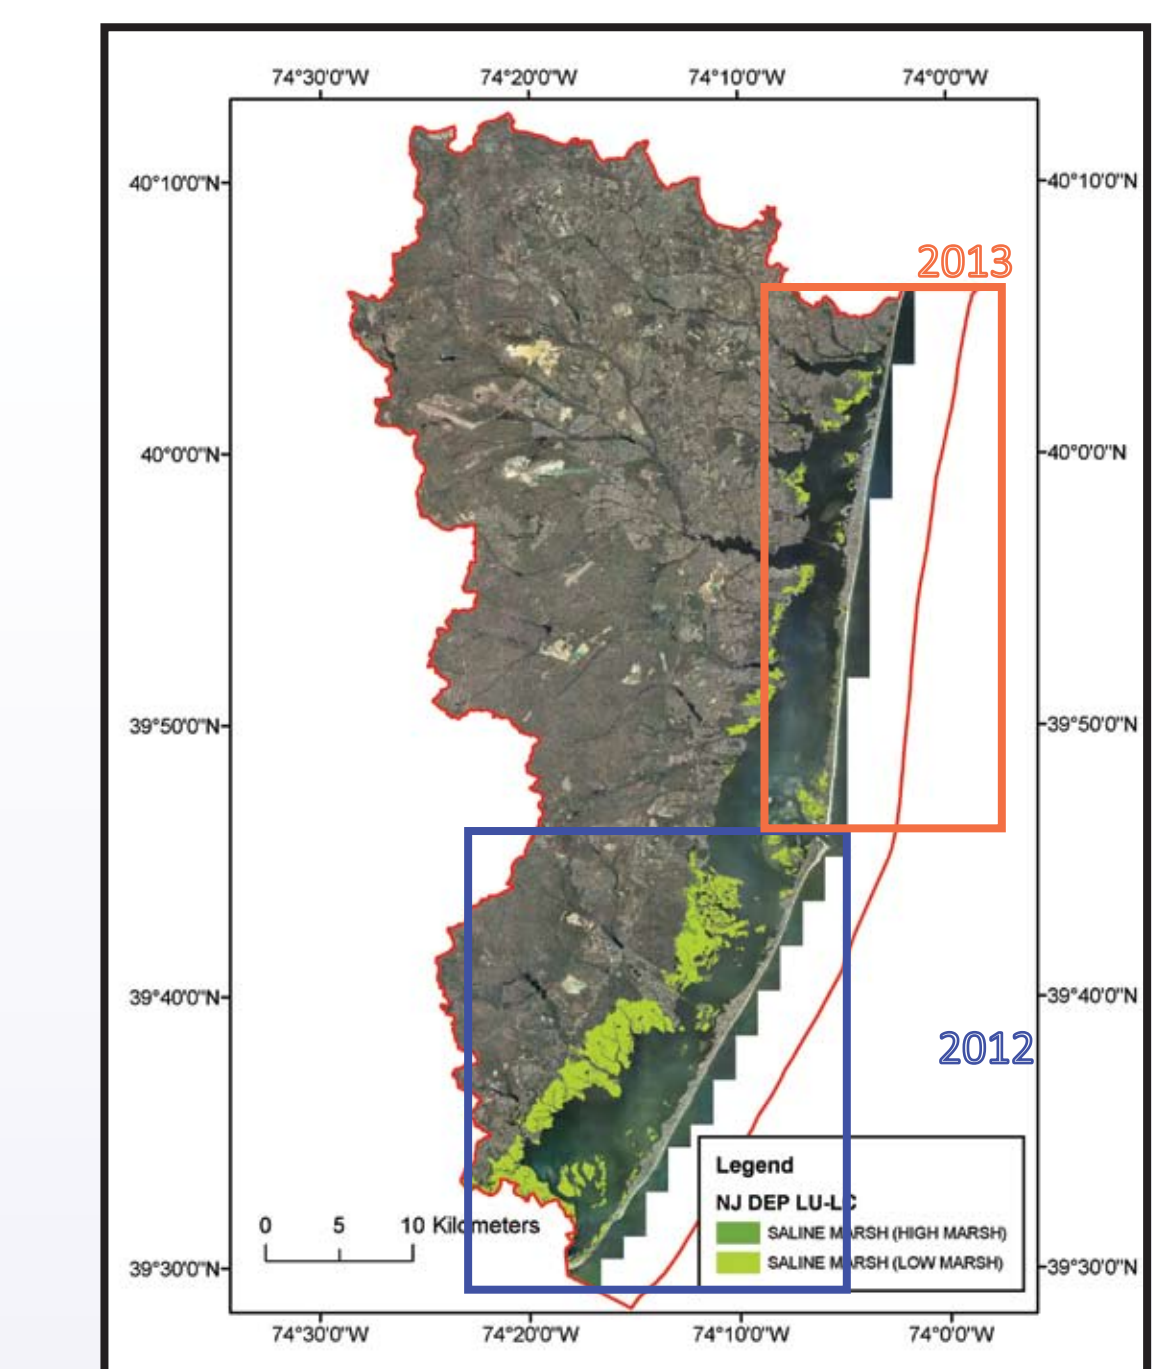 74°30'0"W 74°20'0"W 74°10'0"W 74°0'0"W
2013
40°10'0"N 40°10'0"N
40°0'0"N 40°0'0"N
39°50'0"N 39°50'0"N
39°40'0"N 39°40'0"N
2012
Legend
NJ DEP LU-LC
SALINE MARSH (HIGH MARSH)
SALINE MARSH (LOW MARSH)
0 5 10 Kilometers
39°30'0"N 39°30'0"N
74°30'0"W 74°20'0"W 74°10'0"W 74°0'0"W